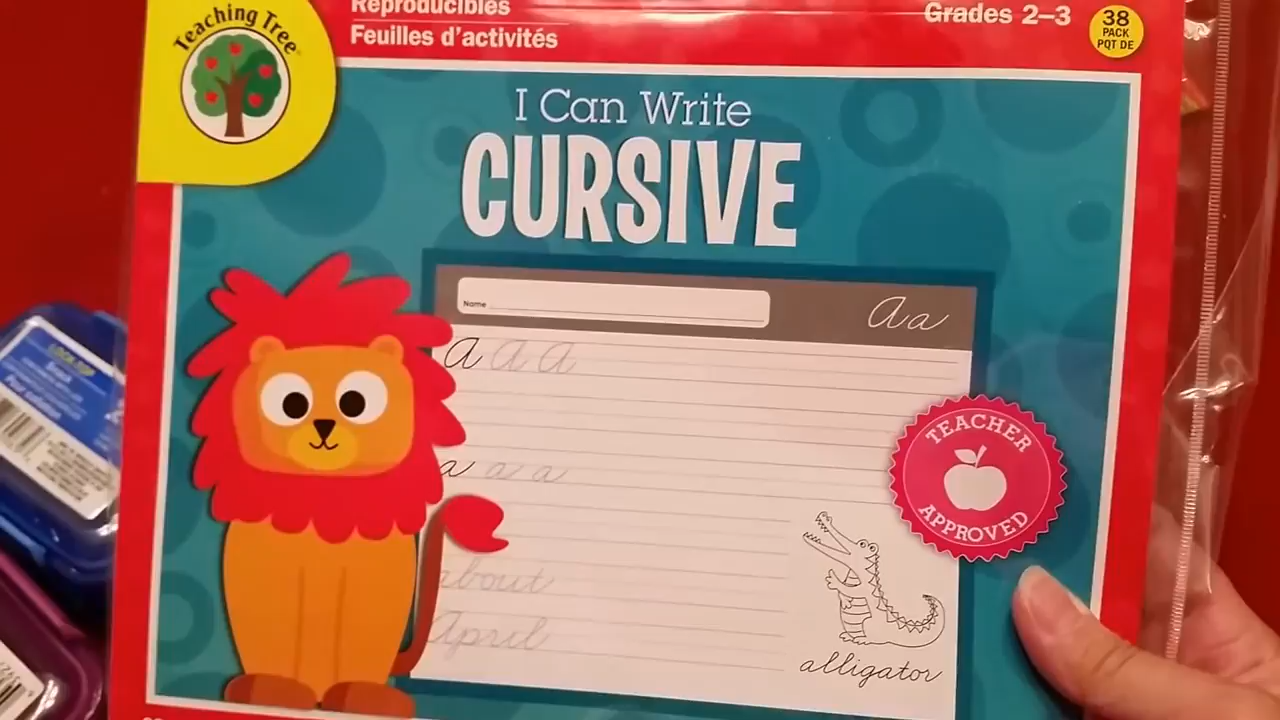 Teaching Tree
Reproducibles
Feuilles d'activités
Grades 2–3
38
PACK
PQT DE
I Can Write
CURSIVE
Name
Aa
A A A
a a a
about
April
alligator
TEACHER
APPROVED
Snack